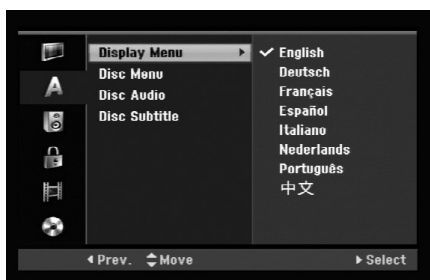 A
Display Menu
Disc Menu
Disc Audio
Disc Subtitle
English
Deutsch
Français
Español
Italiano
Nederlands
Português
中文
Prev. Move Select